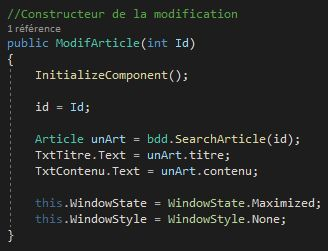 //Constructeur de la modification
1 référence
public ModifArticle(int Id)
{
    InitializeComponent();

    id = Id;

    Article unArt = bdd.SearchArticle(id);
    TxtTitre.Text = unArt.titre;
    TxtContenu.Text = unArt.contenu;

    this.WindowState = WindowState.Maximized;
    this.WindowStyle = WindowStyle.None;
}